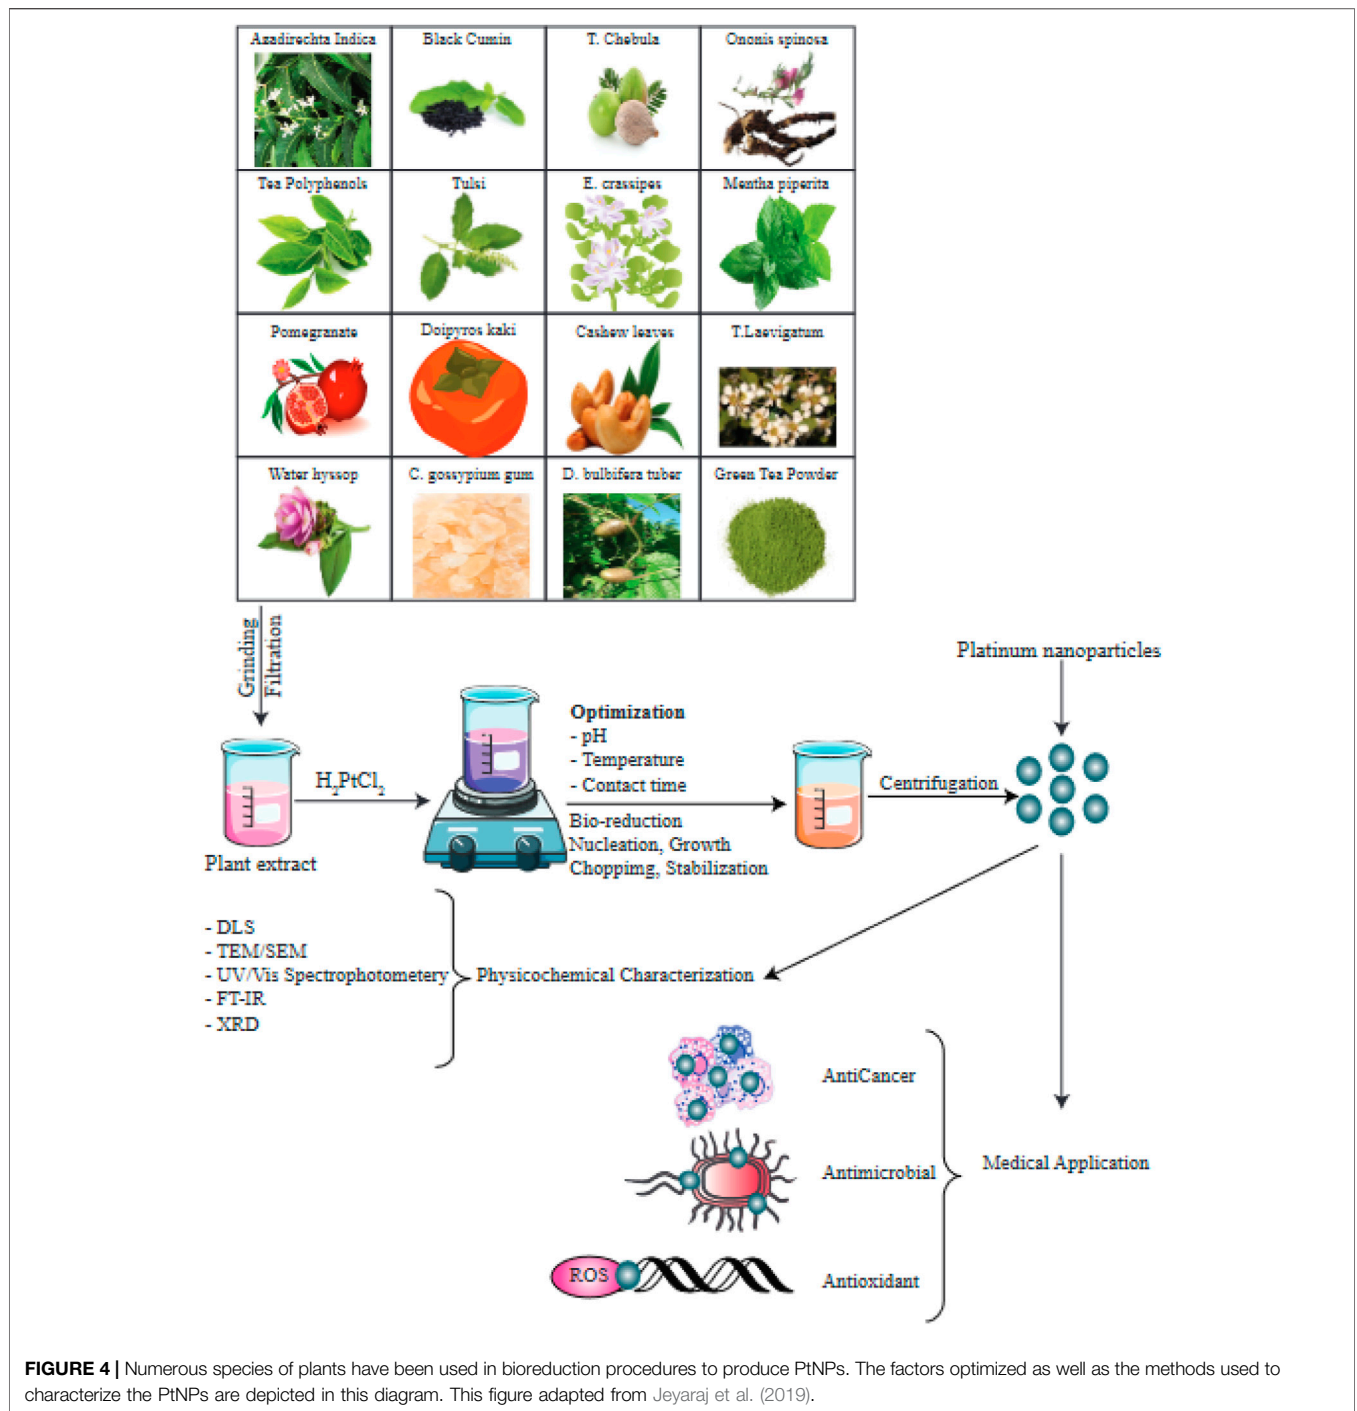 Azadirechta Indica
Black Cumin
T. Chebula
Ononis spinosa
Tea Polyphenols
Tulsi
E. crassipes
Mentha piperita
Pomegranate
Doipyros kaki
Cashew leaves
T.Laevigatum
Water hyssop
C. gossypium gum
D. bulbifera tuber
Green Tea Powder
Grinding
Filtration
Platinum nanoparticles
Optimization
- pH
- Temperature
- Contact time
H2PtCl2
Centrifugation
Bio-reduction
Nucleation, Growth
Choppimg, Stabilization
Plant extract
- DLS
- TEM/SEM
- UV/Vis Spectrophotometery
- FT-IR
- XRD
Physicochemical Characterization
AntiCancer
Antimicrobial
Medical Application
ROS
Antioxidant
FIGURE 4 | Numerous species of plants have been used in bioreduction procedures to produce PtNPs. The factors optimized as well as the methods used to
characterize the PtNPs are depicted in this diagram. This figure adapted from Jeyaraj et al. (2019).